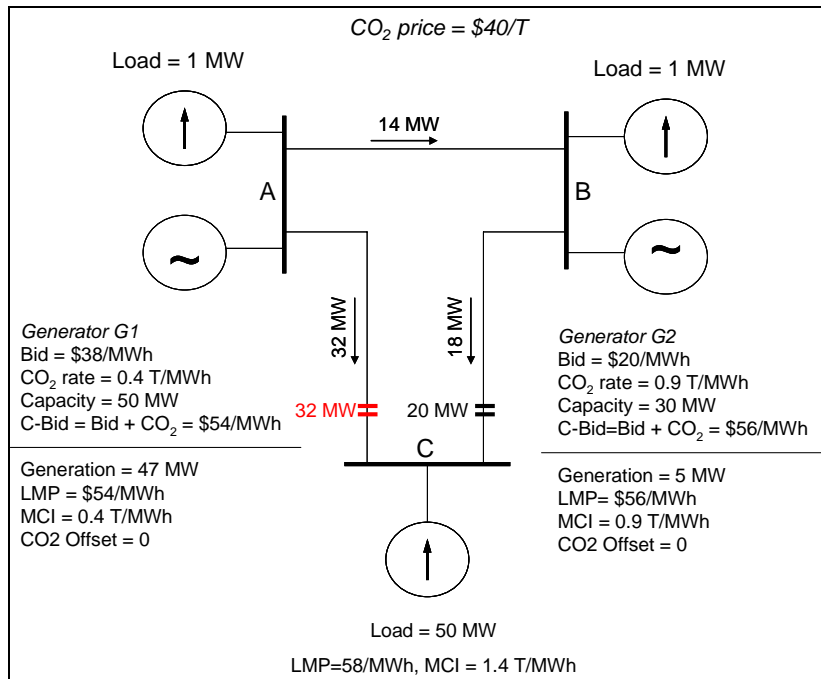 CO₂ price = $40/T
Load = 1 MW
Load = 1 MW
14 MW
A
B
~
~
32 MW
18 MW
Generator G1
Bid = $38/MWh
CO₂ rate = 0.4 T/MWh
Capacity = 50 MW
C-Bid = Bid + CO₂ = $54/MWh
Generation = 47 MW
LMP = $54/MWh
MCI = 0.4 T/MWh
CO2 Offset = 0
Generator G2
Bid = $20/MWh
CO₂ rate = 0.9 T/MWh
Capacity = 30 MW
C-Bid=Bid + CO₂ = $56/MWh
Generation = 5 MW
LMP= $56/MWh
MCI = 0.9 T/MWh
CO2 Offset = 0
32 MW
20 MW
C
Load = 50 MW
LMP=58/MWh, MCI = 1.4 T/MWh